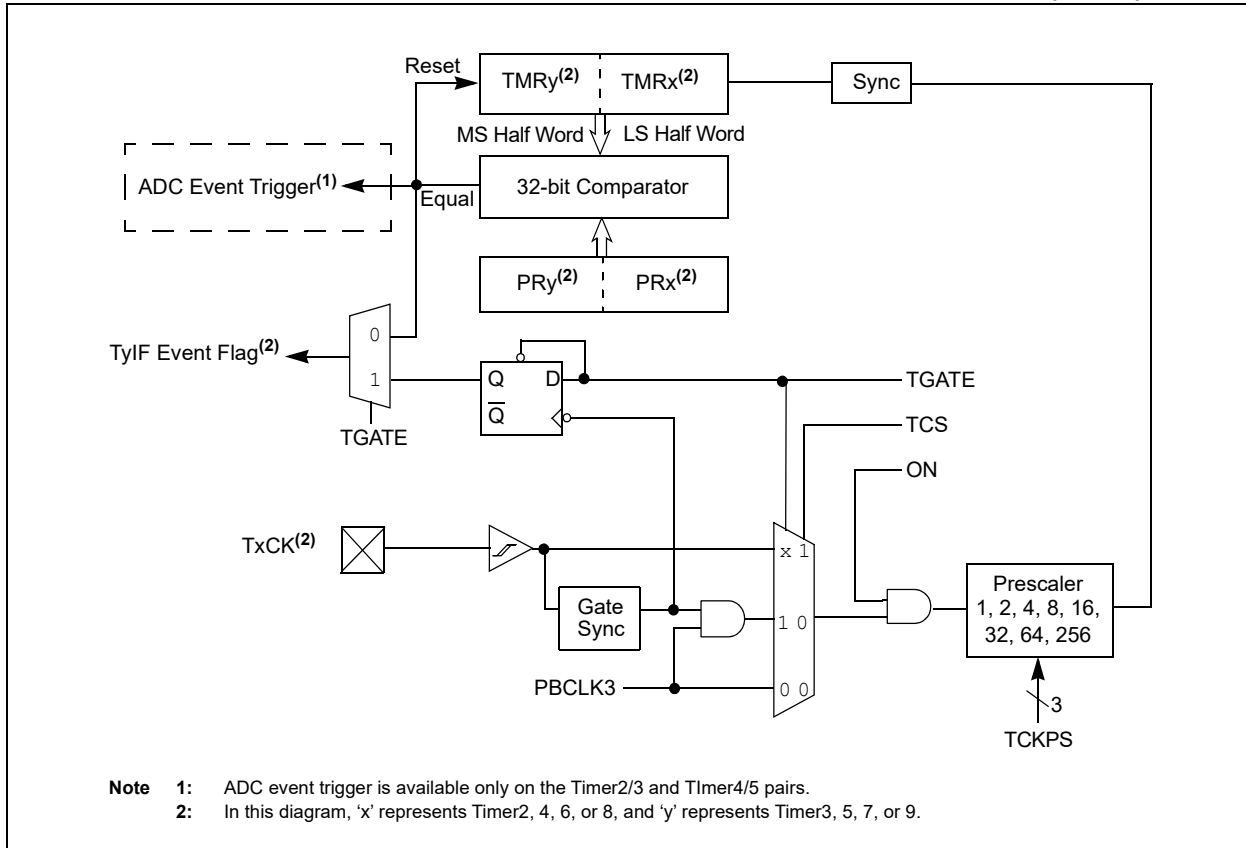 Reset
TMRy(2) TMRx(2)
Sync
MS Half Word LS Half Word
ADC Event Trigger(1)
Equal
32-bit Comparator
PRy(2) PRx(2)
0
TyIF Event Flag(2)
1
Q D
Q
TGATE
TGATE
TCS
ON
TxCK(2)
x 1
Gate
Sync
1 0
Prescaler
1, 2, 4, 8, 16,
32, 64, 256
PBCLK3
0 0
3
TCKPS
Note 1: ADC event trigger is available only on the Timer2/3 and TImer4/5 pairs.
2: In this diagram, ‘x’ represents Timer2, 4, 6, or 8, and ‘y’ represents Timer3, 5, 7, or 9.